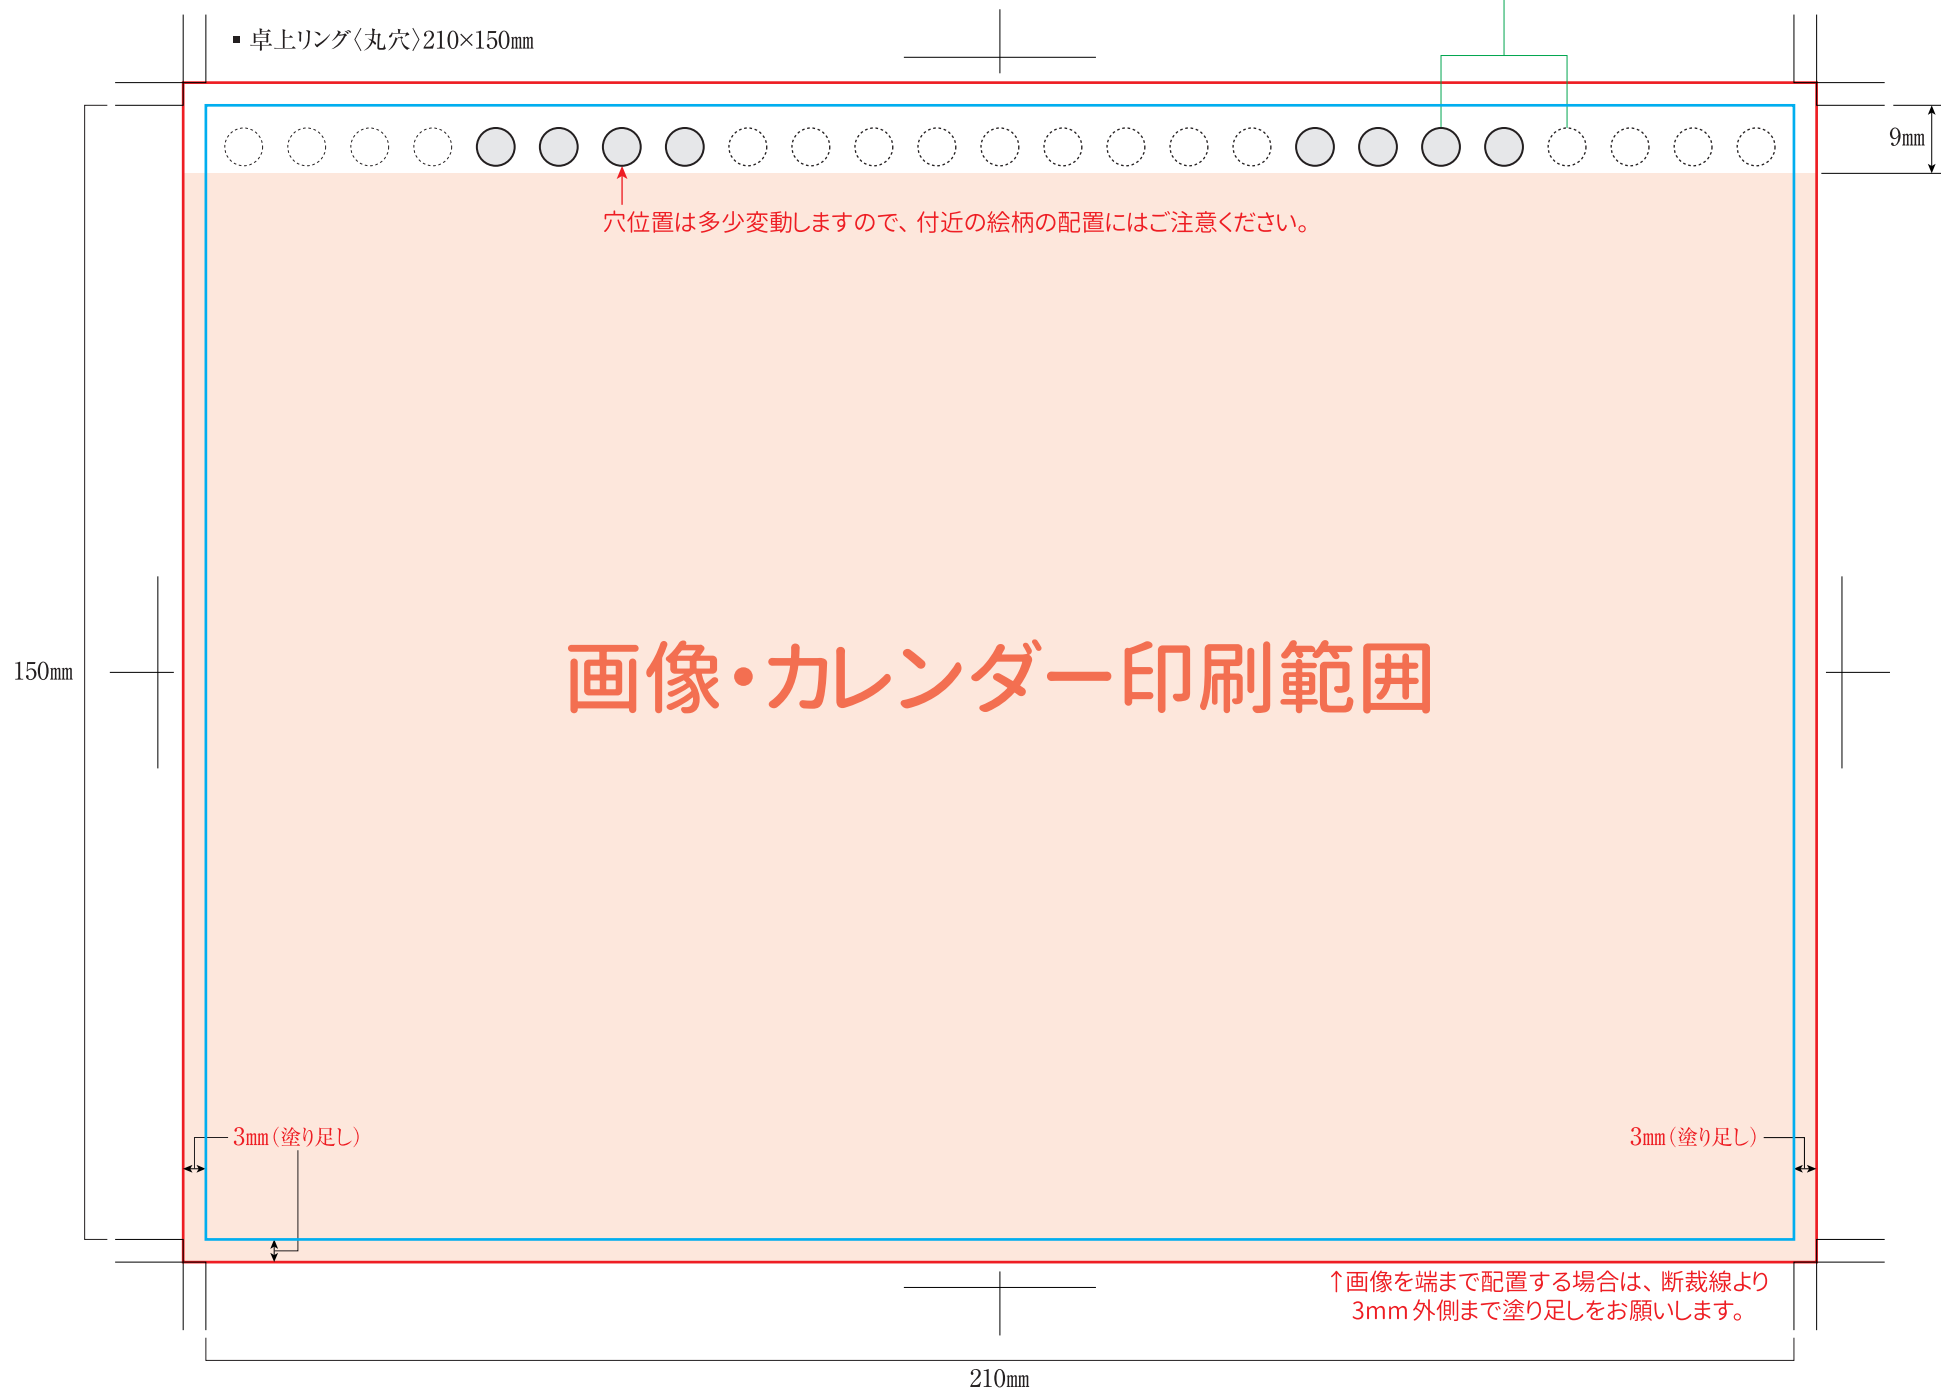 ▪ 卓上リング〈丸穴〉210×150mm
9mm
穴位置は多少変動しますので、付近の絵柄の配置にはご注意ください。
150mm
画像・カレンダー印刷範囲
3mm（塗り足し）
3mm（塗り足し）
↑画像を端まで配置する場合は、断裁線より
3mm 外側まで塗り足しをお願いします。
210mm